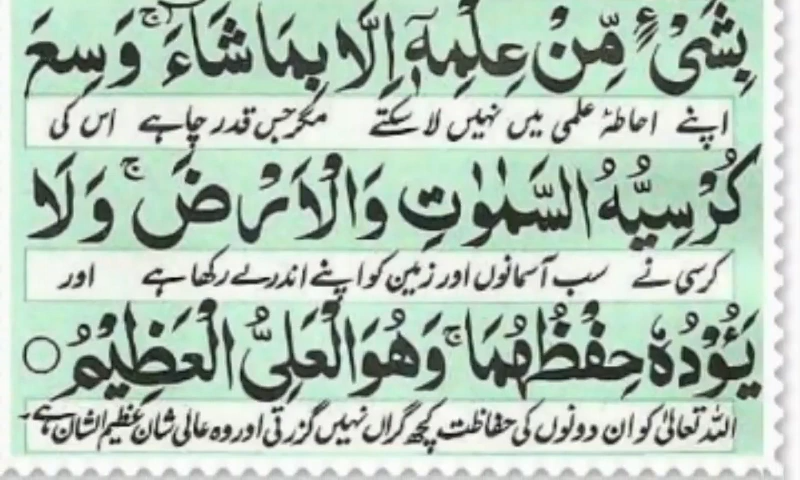 بِشَیْءٍ مِّنْ عِلْمِهٖۤ اِلَّا بِمَا شَآءَ ۚ وَسِعَ
اپنے احاطۂ علمی میں نہیں لا سکتے مگر جس قدر چاہے اس کی
كُرْسِیُّهُ السَّمٰوٰتِ وَالْاَرْضَ ۚ وَلَا
کرسی نے سب آسمانوں اور زمین کو اپنے اندر لے رکھا ہے اور
یَـُٔوْدُهٗ حِفْظُهُمَا ۚ وَهُوَ الْعَلِیُّ الْعَظِیْمُ ○
اللہ تعالیٰ کو ان دونوں کی حفاظت کچھ گراں نہیں گزرتی اور وہ عالی شان عظیم الشان ہے۔